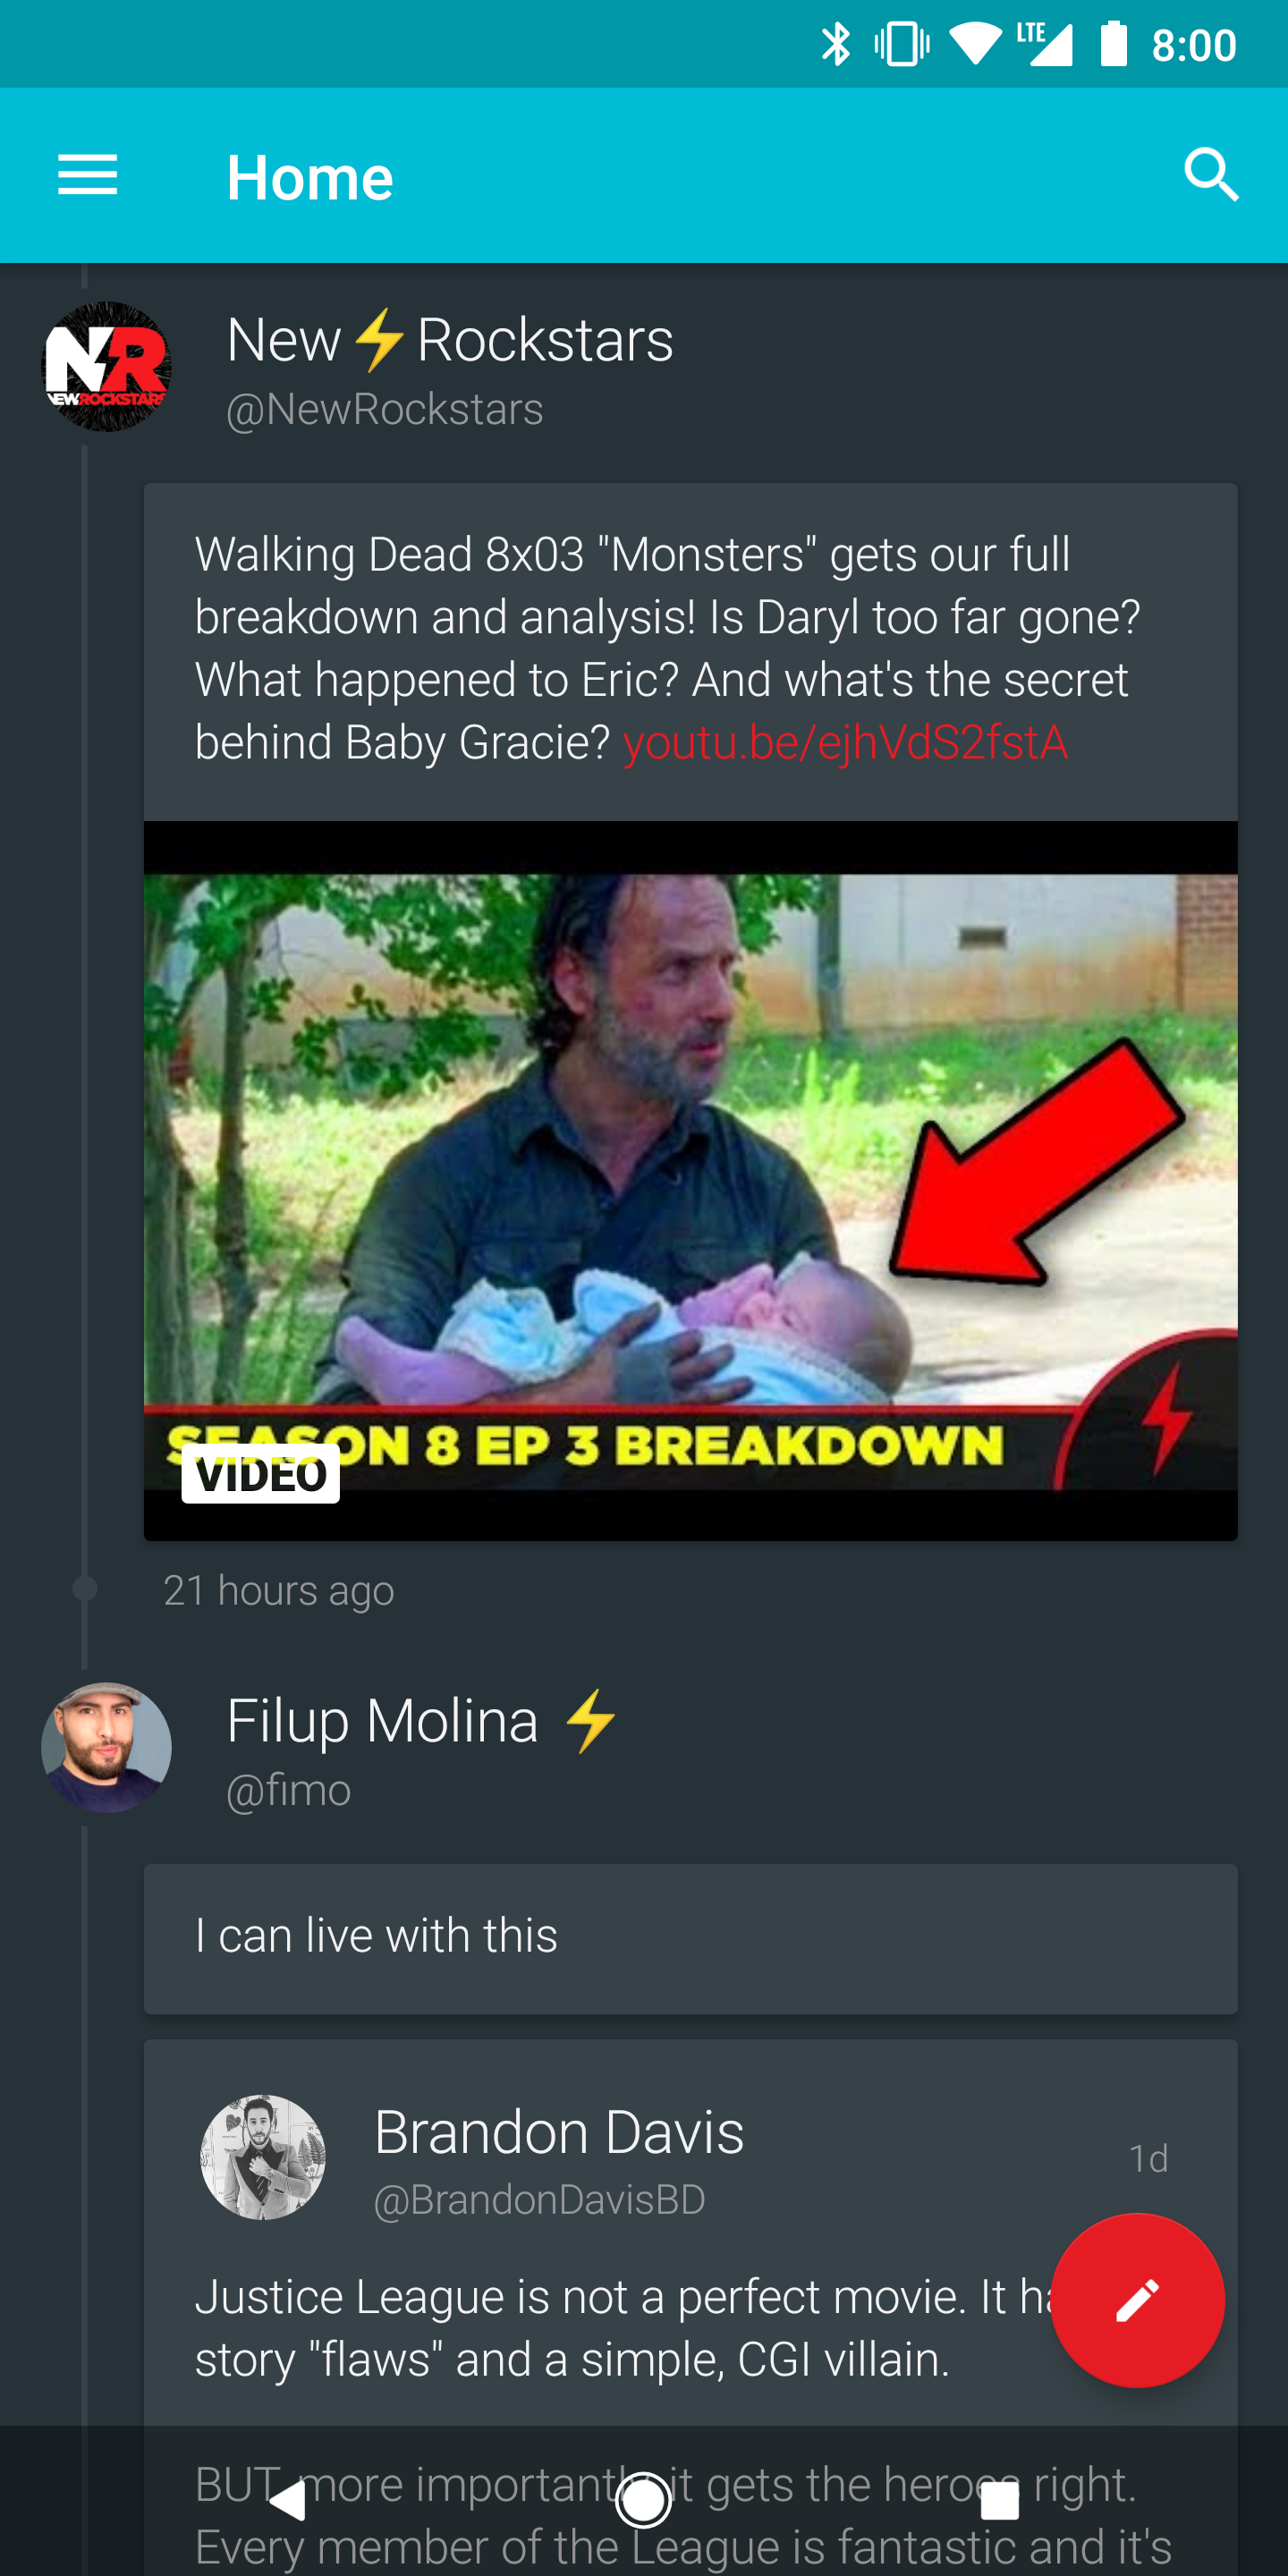 LTE 8:00
Home
NR
NEWROCKSTARS
New⚡Rockstars
@NewRockstars
Walking Dead 8x03 "Monsters" gets our full
breakdown and analysis! Is Daryl too far gone?
What happened to Eric? And what's the secret
behind Baby Gracie? youtu.be/ejhVdS2fstA
SEASON 8 EP 3 BREAKDOWN
VIDEO
21 hours ago
Filup Molina ⚡
@fimo
I can live with this
Brandon Davis
1d
@BrandonDavisBD
Justice League is not a perfect movie. It
story "flaws" and a simple, CGI villain.
BUT more importantly it gets the heroes right.
Every member of the League is fantastic and it's